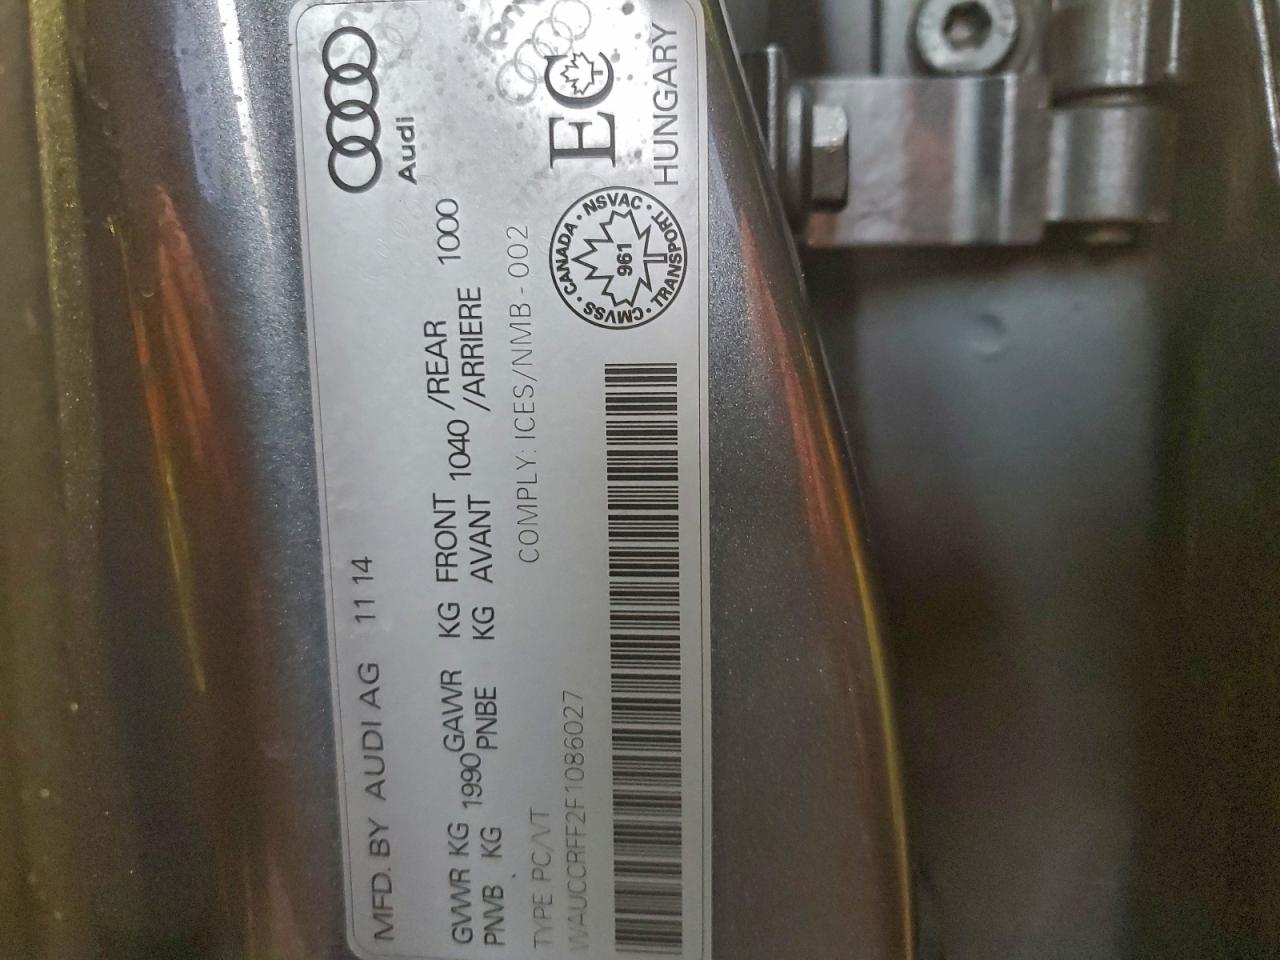 MFD. BY AUDI AG 11 14
Audi
GVWR KG 1990 GAWR KG FRONT 1040 /REAR 1000
PNVB KG PNBE KG AVANT /ARRIERE
TYPE PC/VT COMPLY: ICES/NMB - 002
WAUCCRFF2F1086027
CMVSS · CANADA · NSVAC · TRANSPORT
961
EC
HUNGARY